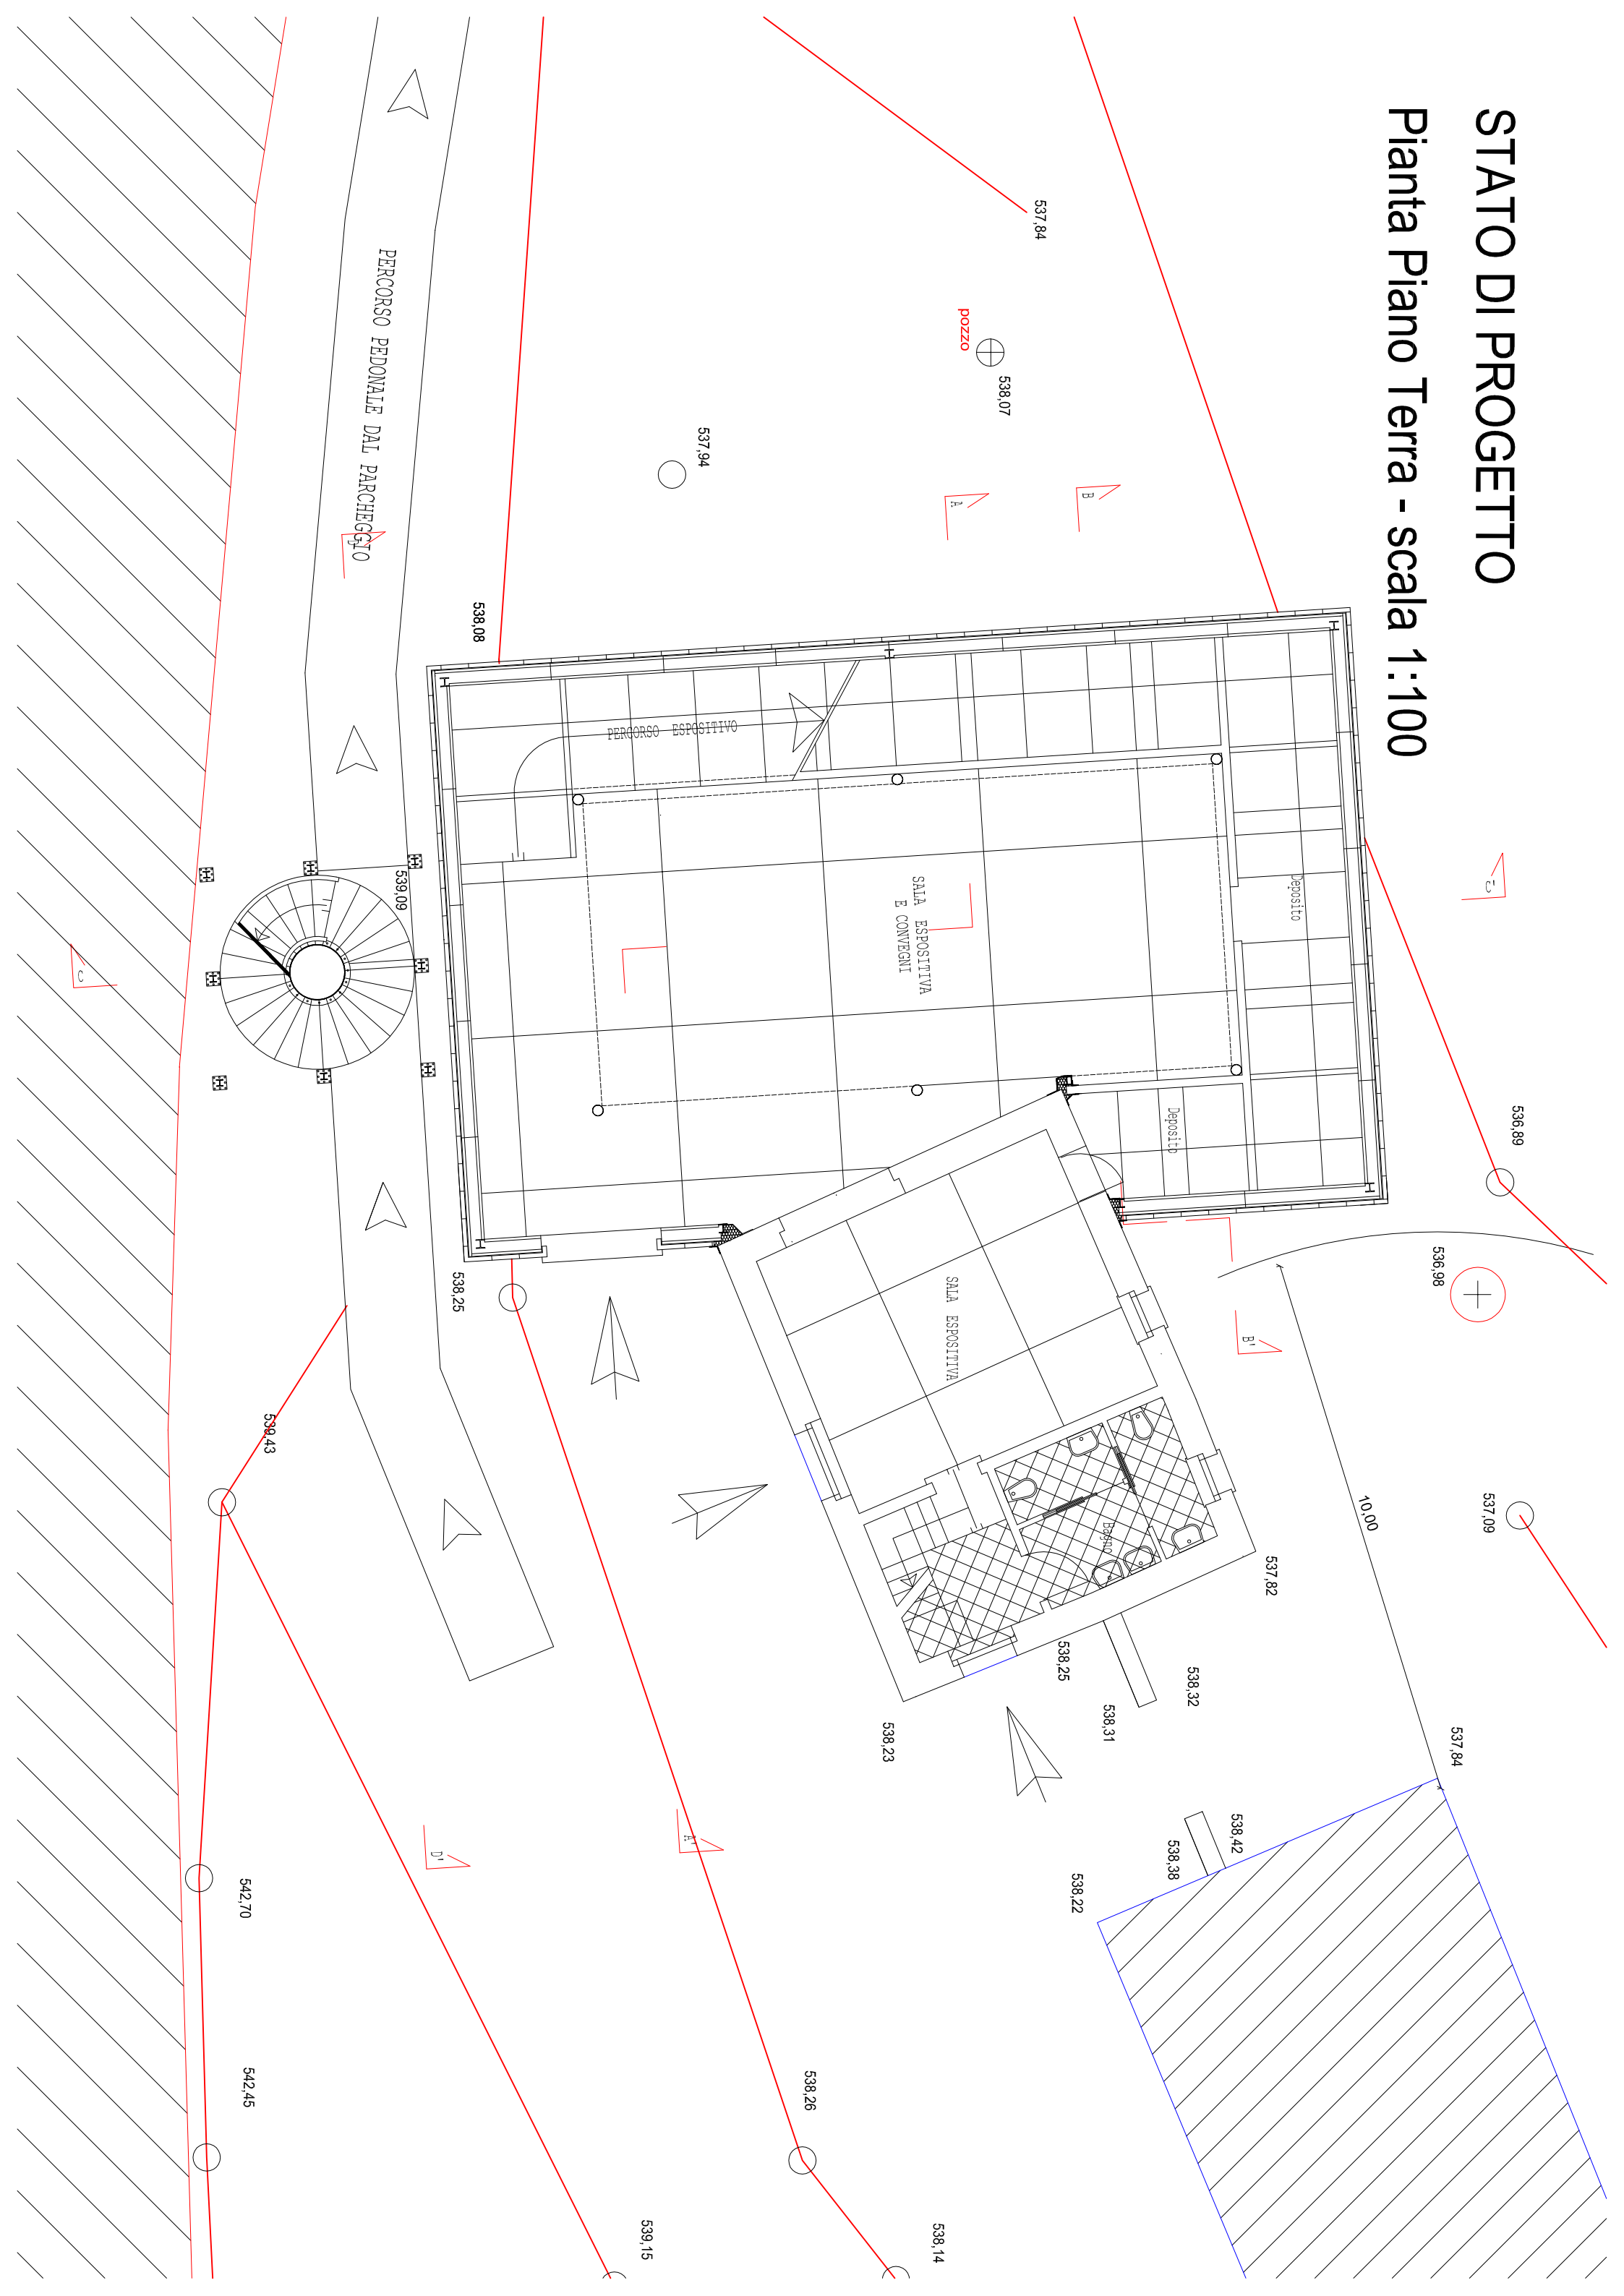 STATO DI PROGETTO
Pianta Piano Terra - scala 1:100
537,84
pozzo
538,07
537,94
A
B
PERCORSO PEDONALE DAL PARCHEGGIO
538,08
PERCORSO ESPOSITIVO
SALA ESPOSITIVA
E CONVEGNI
Deposito
Deposito
539,09
C
536,89
536,98
B'
538,25
SALA ESPOSITIVA
539,43
Bagno
10,00
537,09
537,82
538,25
538,32
538,31
538,23
537,84
538,42
538,38
538,22
A'
D'
542,70
542,45
538,26
539,15
538,14